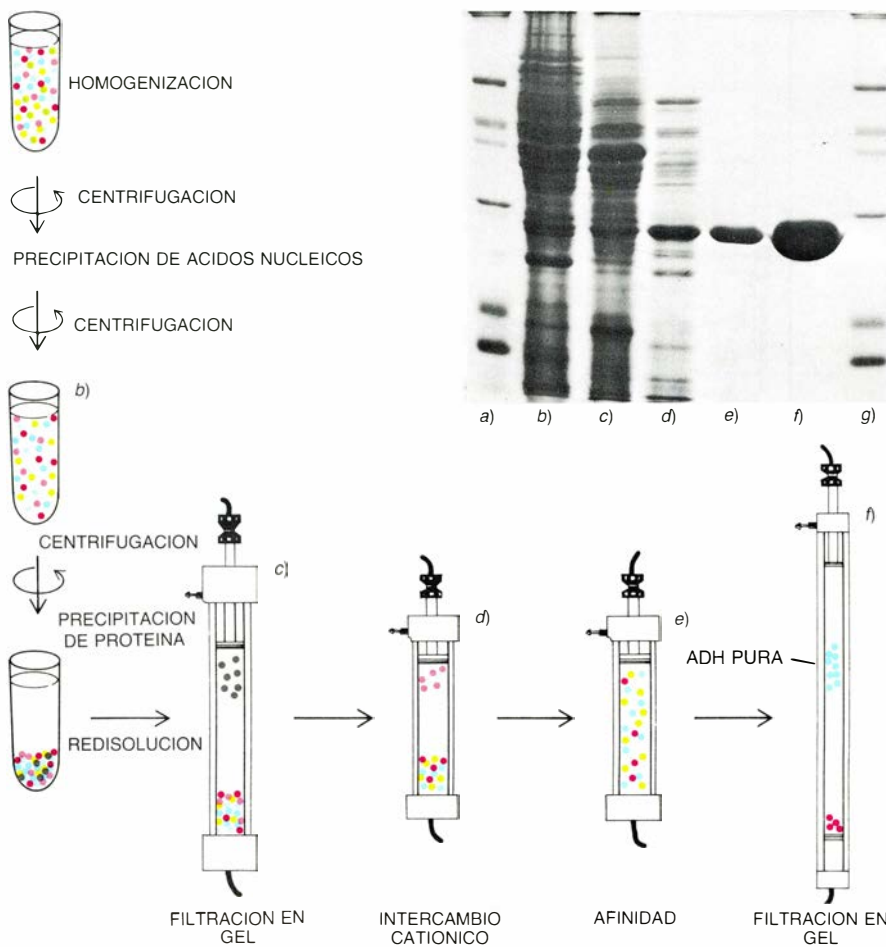 HOMOGENIZACION
CENTRIFUGACION
PRECIPITACION DE ACIDOS NUCLEICOS
CENTRIFUGACION
b)
CENTRIFUGACION
PRECIPITACION
DE PROTEINA
REDISOLUCION
a) b) c) d) e) f) g)
c)
d)
e)
f)
ADH PURA
FILTRACION EN
GEL
INTERCAMBIO
CATIONICO
AFINIDAD
FILTRACION EN
GEL